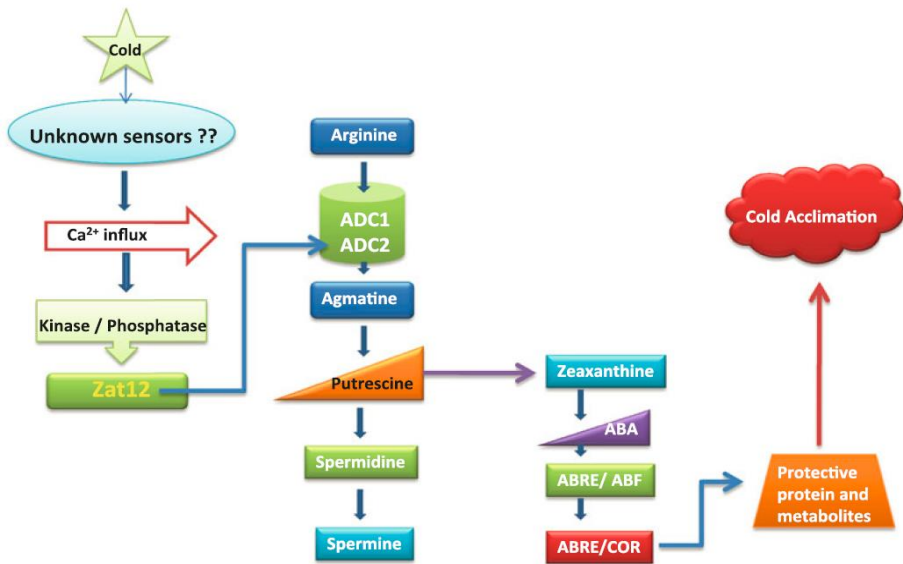 Cold
Unknown sensors ??
Ca²⁺ influx
Kinase / Phosphatase
Zat12
Arginine
ADC1
ADC2
Agmatine
Putrescine
Spermidine
Spermine
Zeaxanthine
ABA
ABRE/ ABF
ABRE/COR
Protective
protein and
metabolites
Cold Acclimation